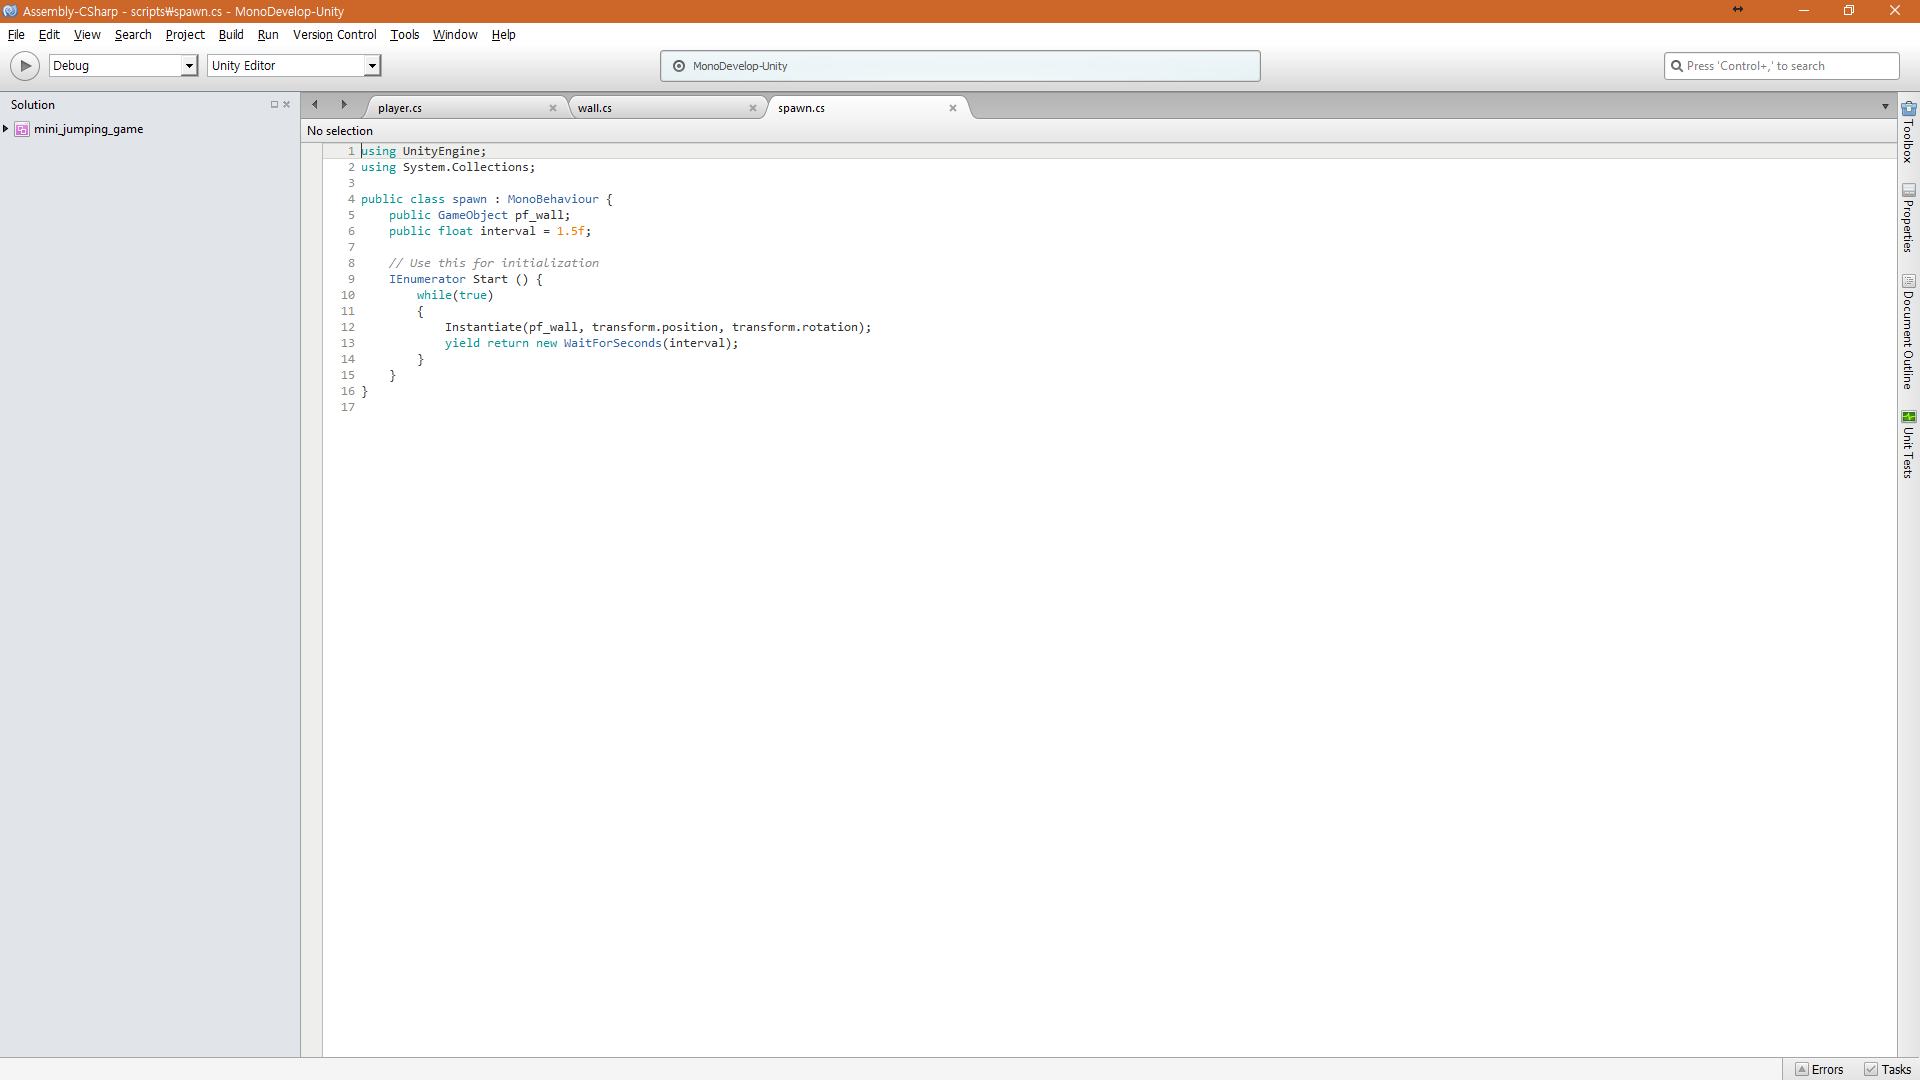 Assembly-CSharp - scripts₩spawn.cs - MonoDevelop-Unity
File Edit View Search Project Build Run Version Control Tools Window Help
Debug Unity Editor MonoDevelop-Unity Press 'Control+,' to search
Solution player.cs wall.cs spawn.cs
mini_jumping_game
No selection
1 using UnityEngine;
2 using System.Collections;
3
4 public class spawn : MonoBehaviour {
5     public GameObject pf_wall;
6     public float interval = 1.5f;
7
8     // Use this for initialization
9     IEnumerator Start () {
10         while(true)
11         {
12             Instantiate(pf_wall, transform.position, transform.rotation);
13             yield return new WaitForSeconds(interval);
14         }
15     }
16 }
17
Toolbox
Properties
Document Outline
Unit Tests
Errors Tasks